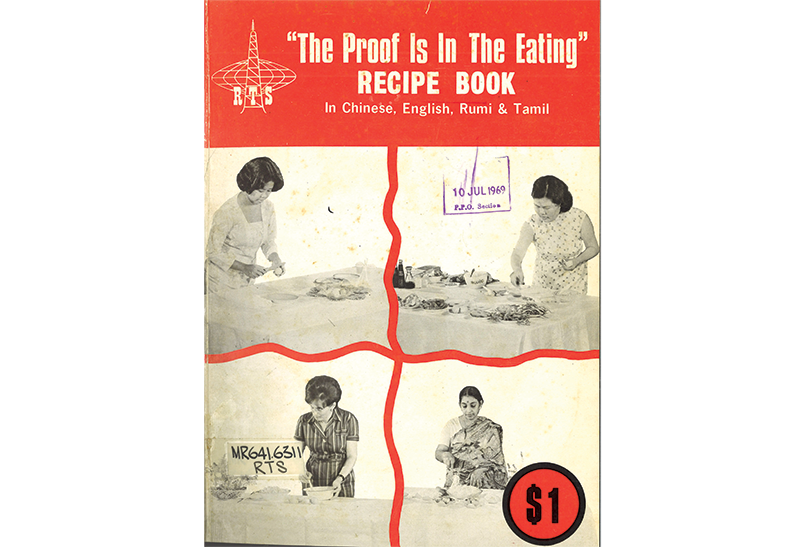 "The Proof Is In The Eating"
RECIPE BOOK
RTS
In Chinese, English, Rumi & Tamil
10 JUL 1969
P.P.O. Section
MR641.6311
RTS
$1